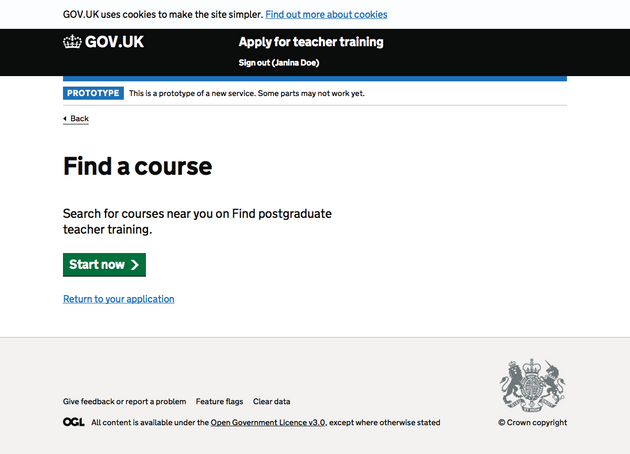 GOV.UK uses cookies to make the site simpler. Find out more about cookies
GOV.UK
Apply for teacher training
Sign out (Janina Doe)
PROTOTYPE This is a prototype of a new service. Some parts may not work yet.
Back
Find a course
Search for courses near you on Find postgraduate
teacher training.
Start now
Return to your application
Give feedback or report a problem Feature flags Clear data
OGL All content is available under the Open Government Licence v3.0, except where otherwise stated
© Crown copyright